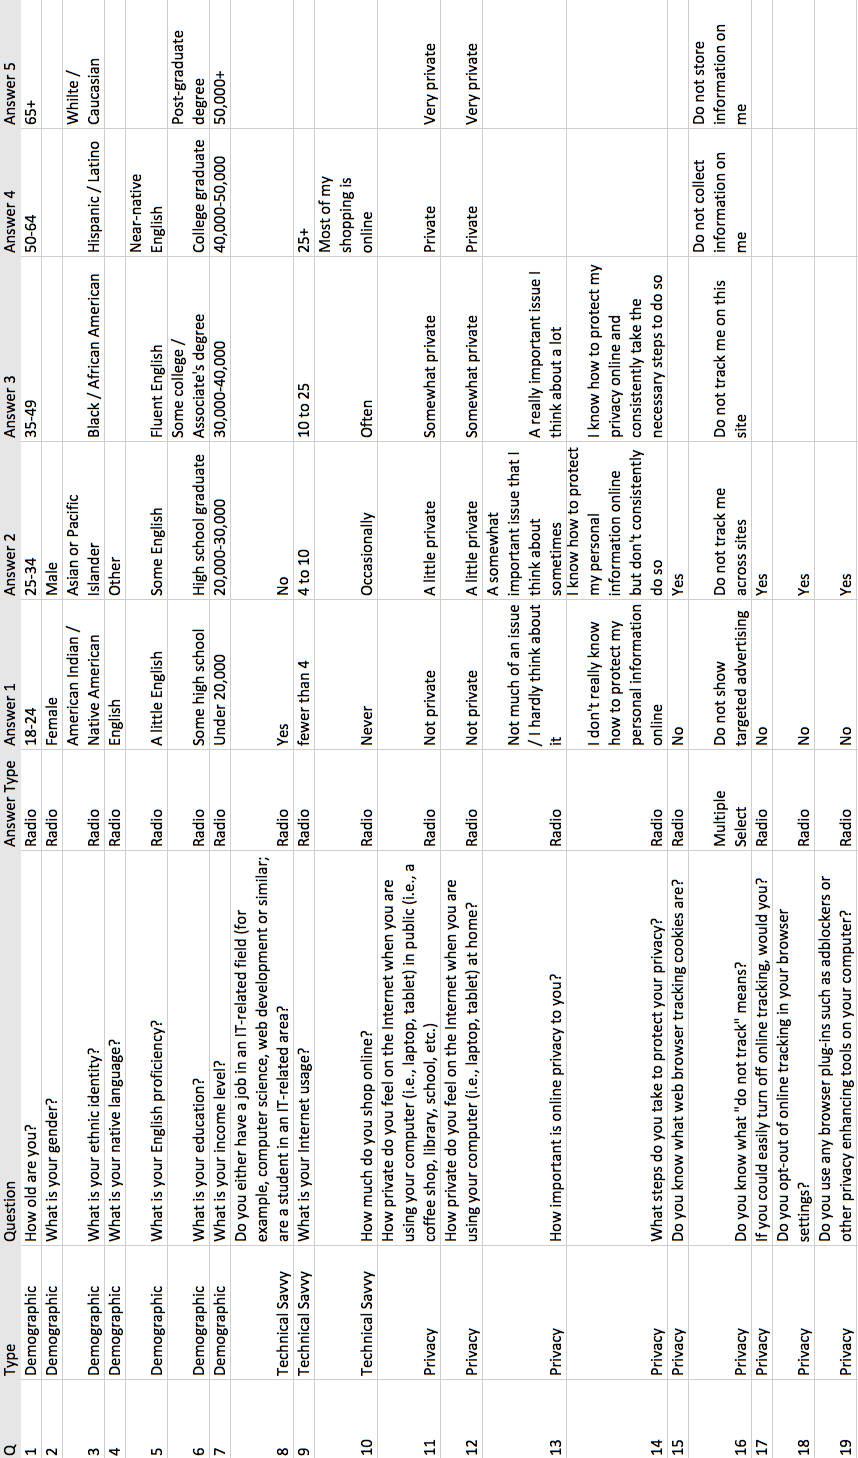 Q Type Question Answer Type Answer 1 Answer 2 Answer 3 Answer 4 Answer 5
1 Demographic How old are you? Radio 18-24 25-34 35-49 50-64 65+
2 Demographic What is your gender? Radio Female Male
American Indian / Asian or Pacific Whilte /
3 Demographic What is your ethnic identity? Radio Native American Islander Black / African American Hispanic / Latino Caucasian
4 Demographic What is your native language? Radio English Other
Near-native
5 Demographic What is your English proficiency? Radio A little English Some English Fluent English English
Some college / Post-graduate
6 Demographic What is your education? Radio Some high school High school graduate Associate's degree College graduate degree
7 Demographic What is your income level? Radio Under 20,000 20,000-30,000 30,000-40,000 40,000-50,000 50,000+
Do you either have a job in an IT-related field (for
example, computer science, web development or similar;
8 Technical Savvy are a student in an IT-related area? Radio Yes No
9 Technical Savvy What is your Internet usage? Radio fewer than 4 4 to 10 10 to 25 25+
Most of my
shopping is
10 Technical Savvy How much do you shop online? Radio Never Occasionally Often online
How private do you feel on the Internet when you are
using your computer (i.e., laptop, tablet) in public (i.e., a
11 Privacy coffee shop, library, school, etc.) Radio Not private A little private Somewhat private Private Very private
How private do you feel on the Internet when you are
12 Privacy using your computer (i.e., laptop, tablet) at home? Radio Not private A little private Somewhat private Private Very private
A somewhat
Not much of an issue important issue that I
/ I hardly think about think about A really important issue I
13 Privacy How important is online privacy to you? Radio it sometimes think about a lot
I know how to protect
I don't really know my personal I know how to protect my
how to protect my information online privacy online and
personal information but don't consistently consistently take the
14 Privacy What steps do you take to protect your privacy? Radio online do so necessary steps to do so
15 Privacy Do you know what web browser tracking cookies are? Radio No Yes
Do not collect Do not store
Multiple Do not show Do not track me Do not track me on this information on information on
16 Privacy Do you know what "do not track" means? Select targeted advertising across sites site me me
17 Privacy If you could easily turn off online tracking, would you? Radio No Yes
Do you opt-out of online tracking in your browser
18 Privacy settings? Radio No Yes
Do you use any browser plug-ins such as adblockers or
19 Privacy other privacy enhancing tools on your computer? Radio No Yes